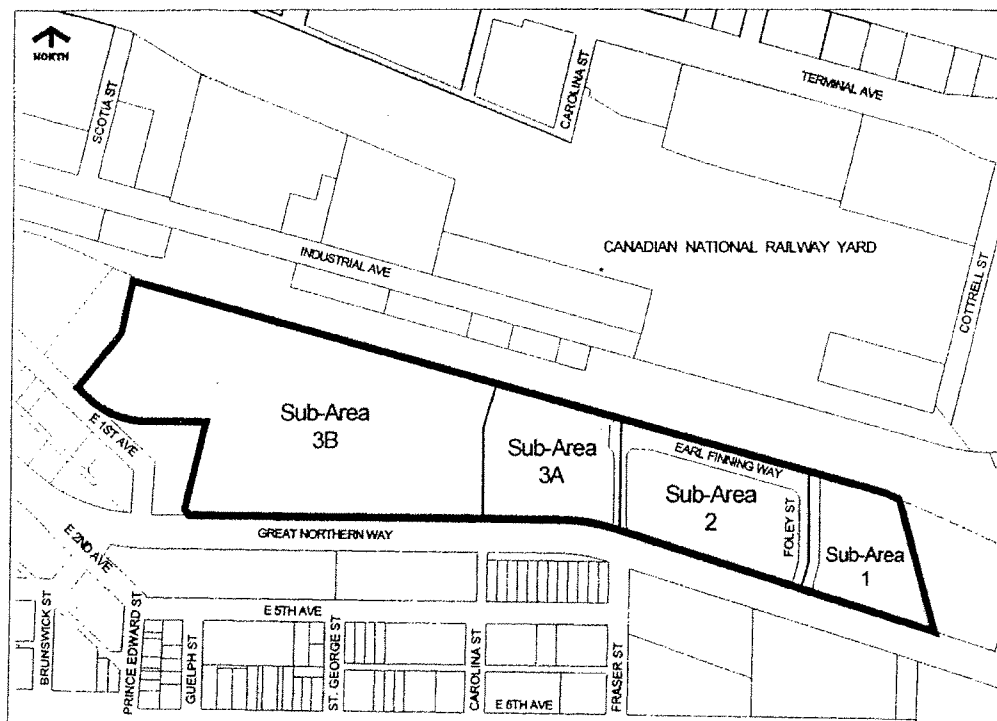 NORTH
SCOTIA ST
CAROLINA ST
TERMINAL AVE
INDUSTRIAL AVE
CANADIAN NATIONAL RAILWAY YARD
COTTRELL ST
E 1ST AVE
Sub-Area
3B
Sub-Area
3A
EARL FINNING WAY
Sub-Area
2
FOLEY ST
Sub-Area
1
GREAT NORTHERN WAY
E 2ND AVE
E 5TH AVE
BRUNSWICK ST
PRINCE EDWARD ST
GUELPH ST
ST. GEORGE ST
CAROLINA ST
FRASER ST
E 6TH AVE